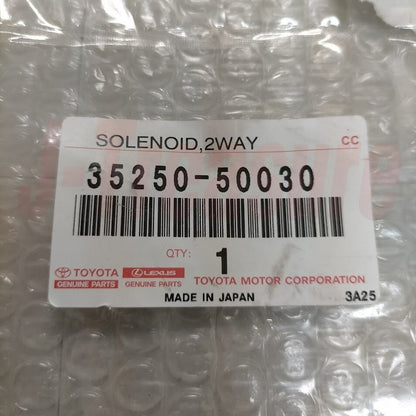 SOLENOID,2WAY CC
35250-50030
QTY: 1
TOYOTA LEXUS TOYOTA MOTOR CORPORATION
GENUINE PARTS GENUINE PARTS
MADE IN JAPAN 3A25